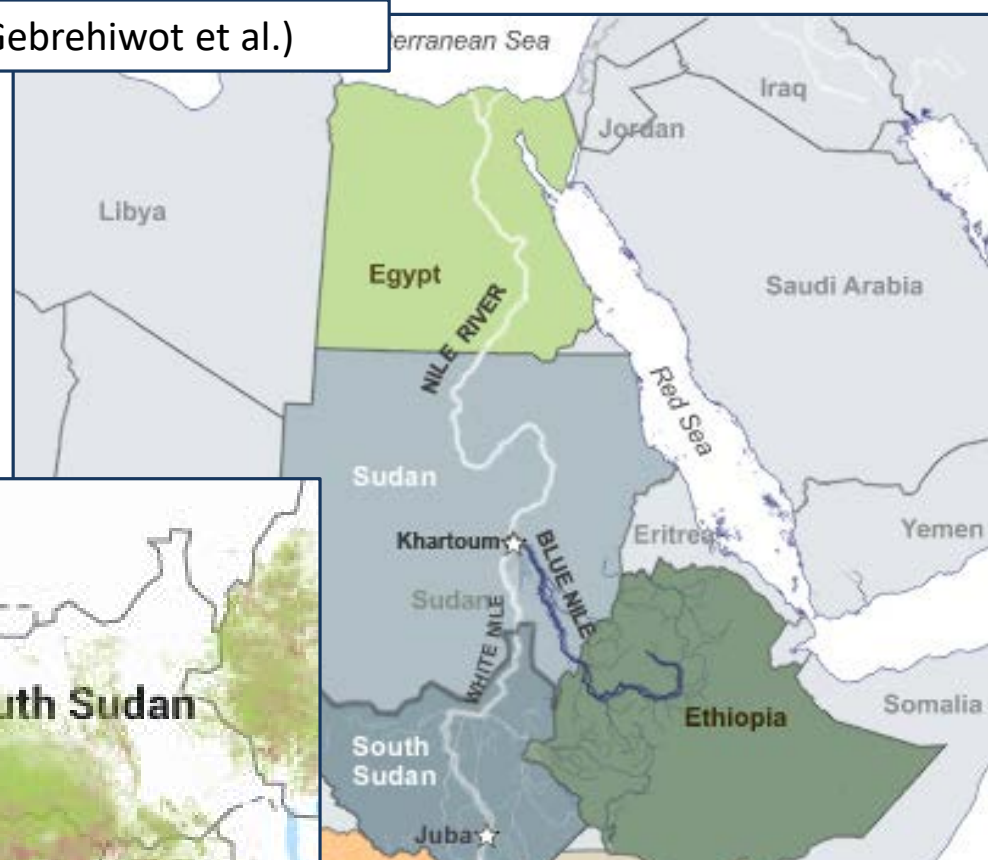 Gebrehiwot et al.)
terranean Sea
Iraq
Jordan
Libya
Egypt
Saudi Arabia
NILE RIVER
Red Sea
Sudan
Khartoum
BLUE NILE
Eritrea
Yemen
Sudan
WHITE NILE
uth Sudan
Ethiopia
Somalia
South
Sudan
Juba